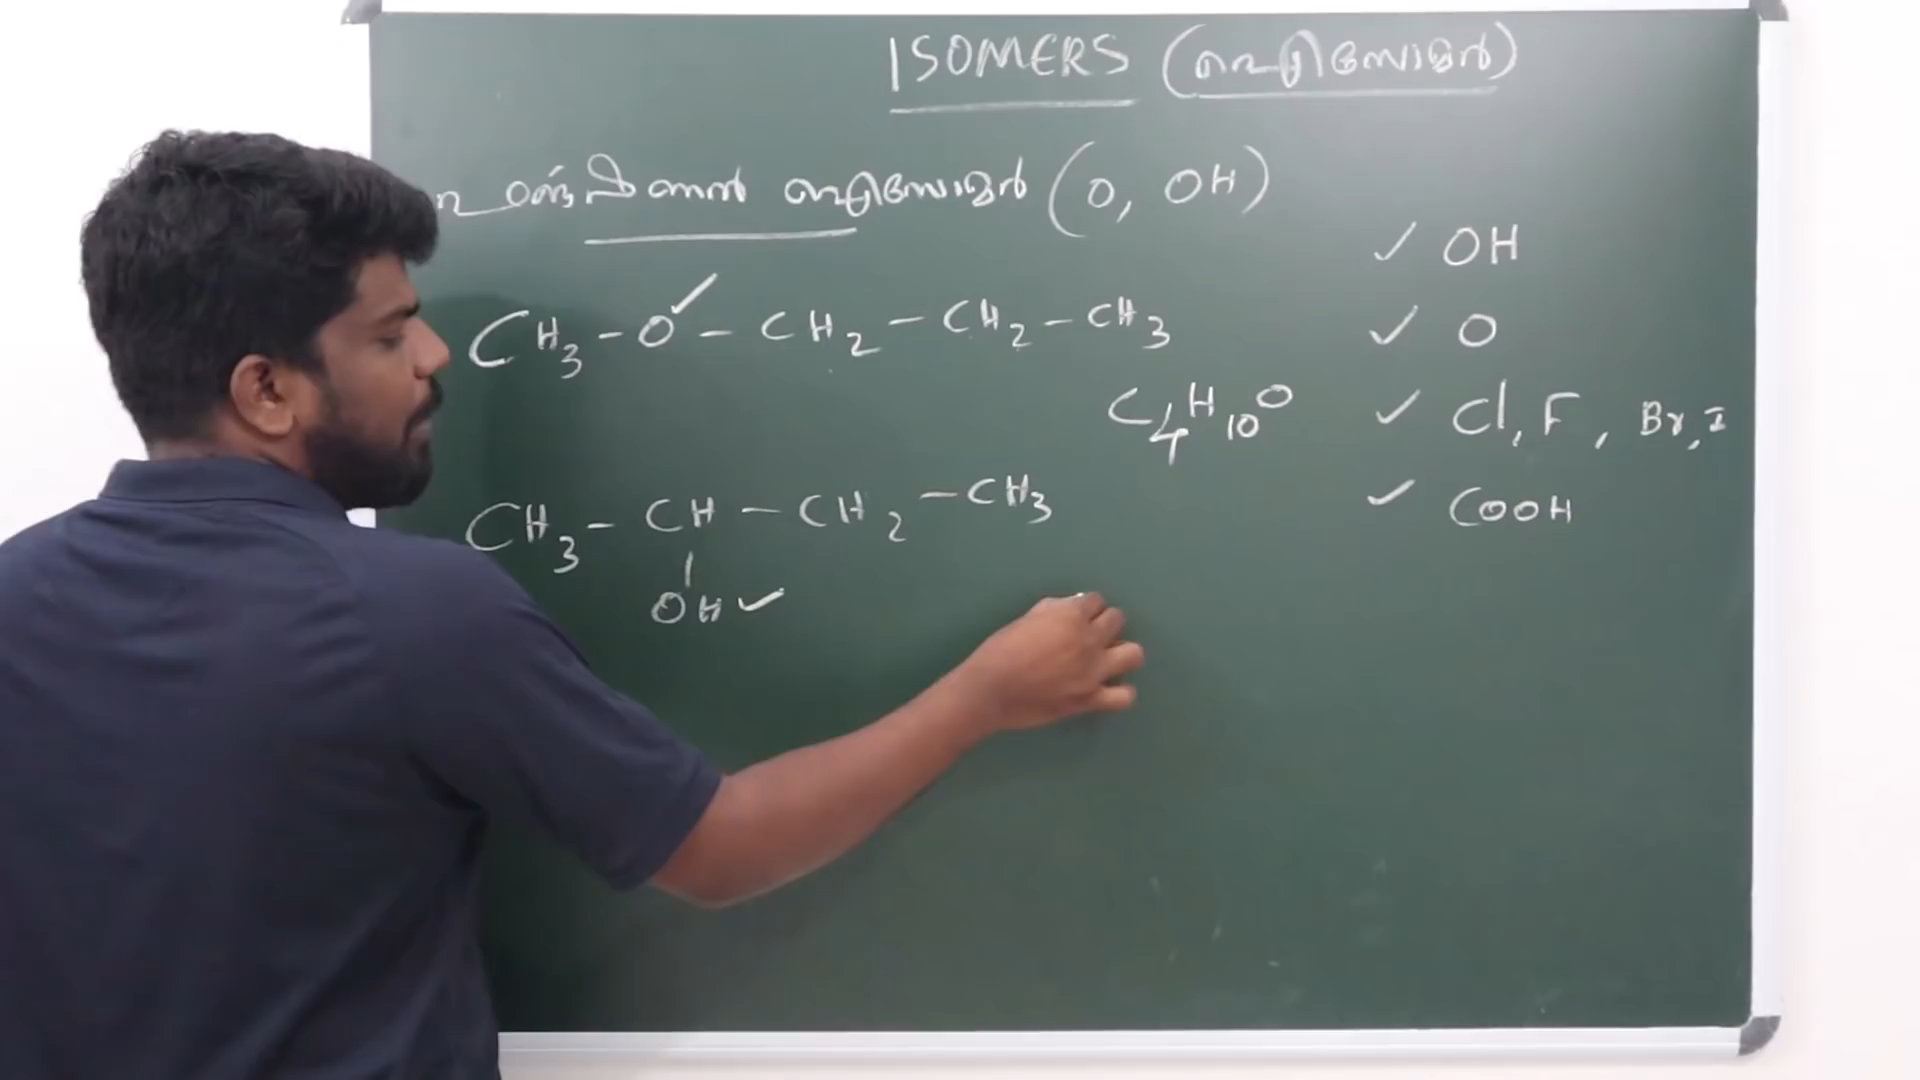 ISOMERS (ഐസോമർ)
ഫങ്ഷണൽ ഐസോമർ (O, OH)
✓ OH
CH₃ - O✓ - CH₂ - CH₂ - CH₃
✓ O
C₄H₁₀O
✓ Cl, F, Br, I
CH₃ - CH - CH₂ - CH₃
✓ COOH
|
OH ✓